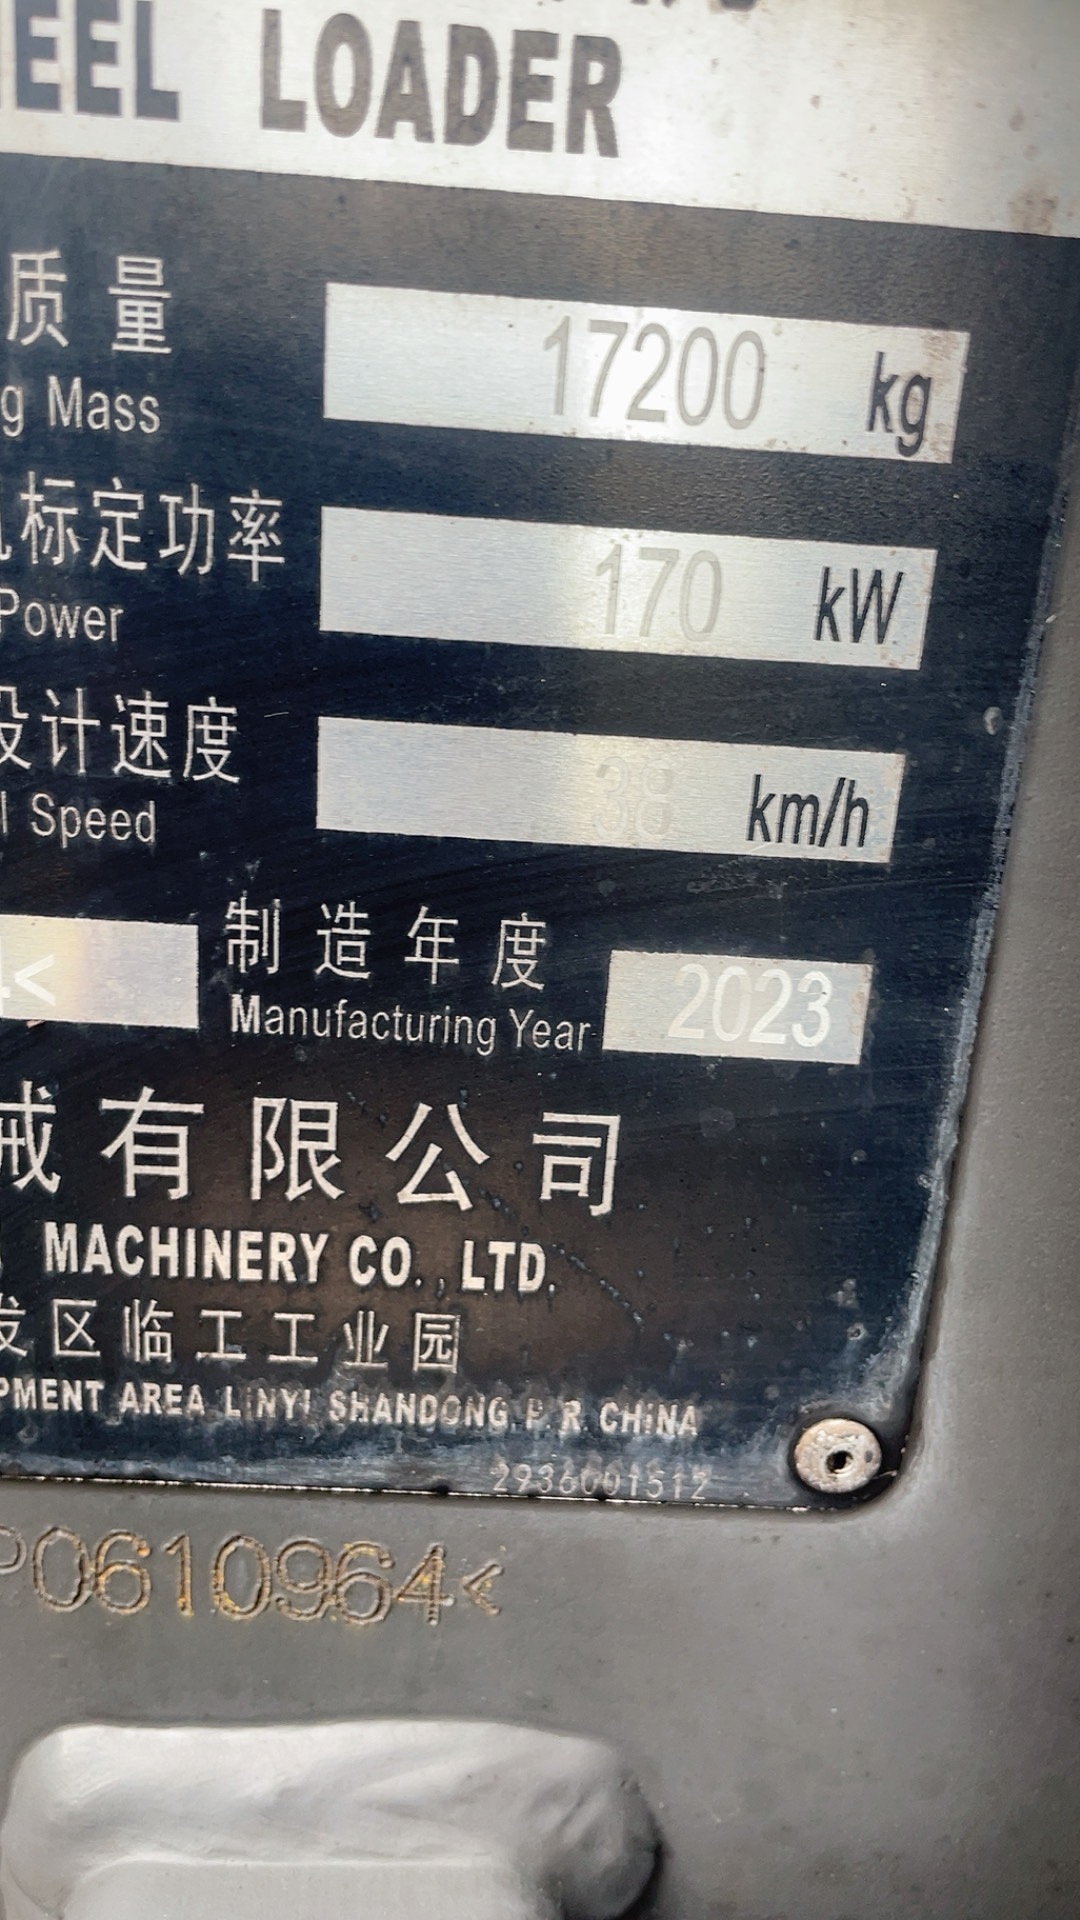 EEL LOADER
质量
17200 kg
g Mass
标定功率
170 kW
Power
设计速度
38 km/h
l Speed
制造年度
2023
<
Manufacturing Year
械有限公司
MACHINERY CO., LTD.
发区临工工业园
PMENT AREA LINYI SHANDONG P. R. CHINA
2936001512
P0610964<